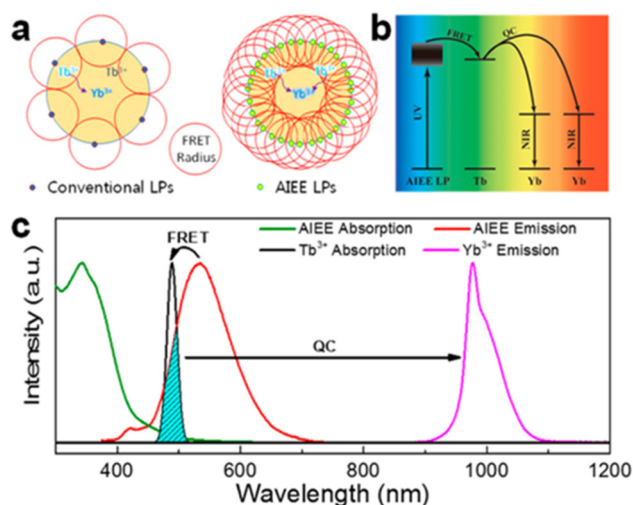 a
Tb³⁺ Tb³⁺
Yb³⁺
FRET
Radius
Tb³⁺ Tb³⁺
Yb³⁺
Conventional LPs
AIEE LPs
b
FRET QC
UV
NIR NIR
AIEE LP Tb Yb Yb
c
FRET
AIEE Absorption AIEE Emission
Tb³⁺ Absorption Yb³⁺ Emission
QC
Intensity (a.u.)
400 600 800 1000 1200
Wavelength (nm)